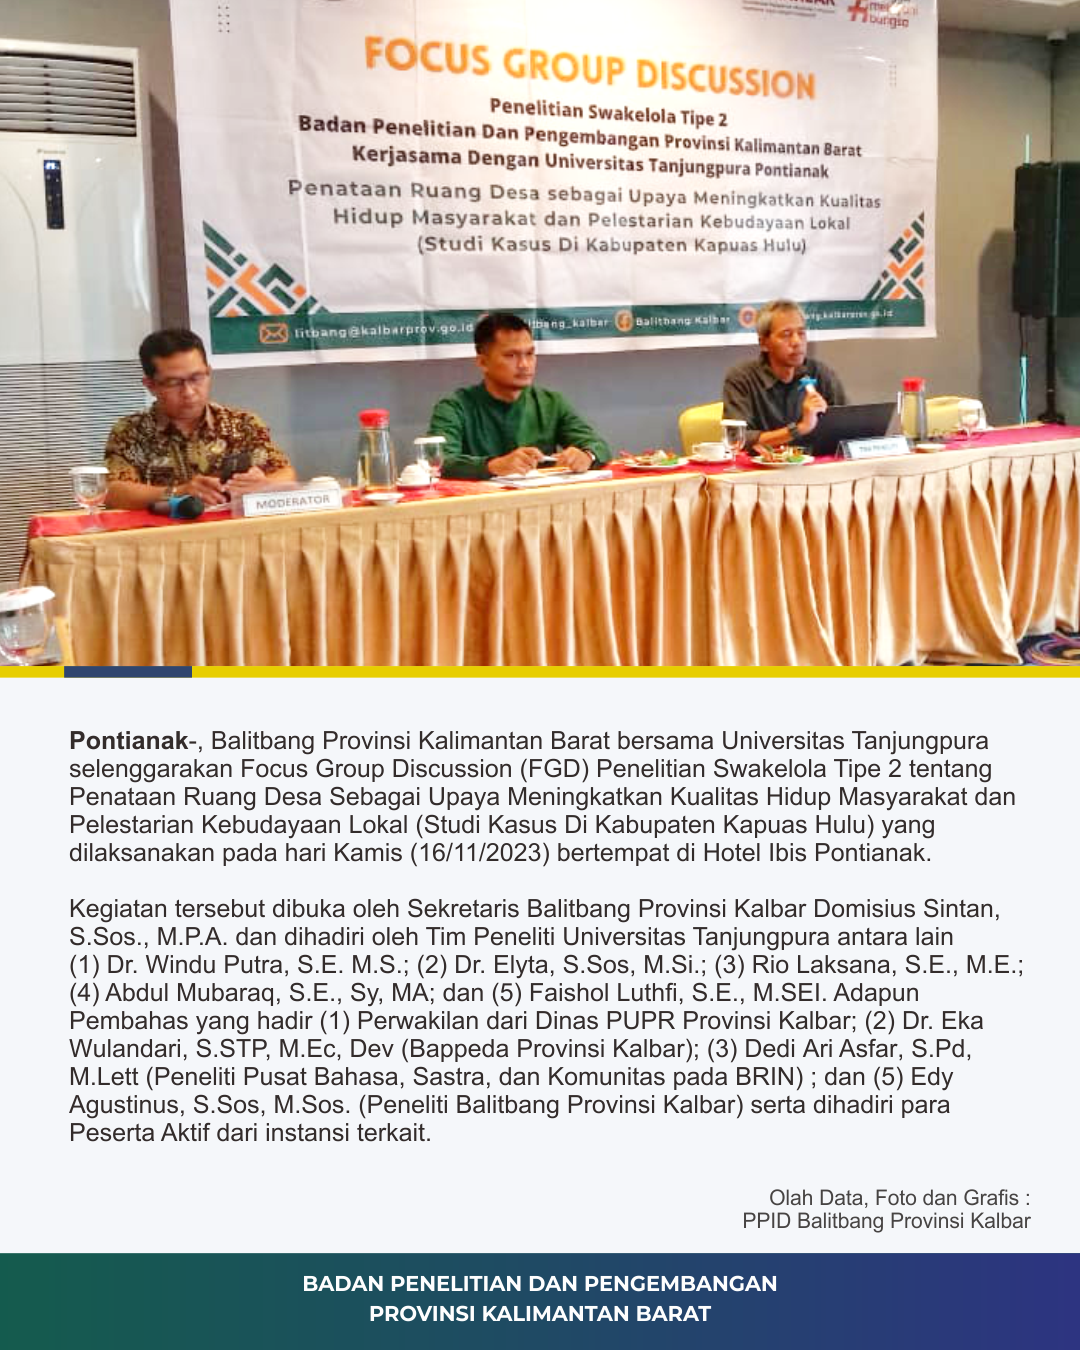 FOCUS GROUP DISCUSSION
Penelitian Swakelola Tipe 2
Badan Penelitian Dan Pengembangan Provinsi Kalimantan Barat
Kerjasama Dengan Universitas Tanjungpura Pontianak
Penataan Ruang Desa sebagai Upaya Meningkatkan Kualitas
Hidup Masyarakat dan Pelestarian Kebudayaan Lokal
(Studi Kasus Di Kabupaten Kapuas Hulu)
litbang@kalbarprov.go.id Balitbang Kalbar
MODERATOR
Pontianak-, Balitbang Provinsi Kalimantan Barat bersama Universitas Tanjungpura
selenggarakan Focus Group Discussion (FGD) Penelitian Swakelola Tipe 2 tentang
Penataan Ruang Desa Sebagai Upaya Meningkatkan Kualitas Hidup Masyarakat dan
Pelestarian Kebudayaan Lokal (Studi Kasus Di Kabupaten Kapuas Hulu) yang
dilaksanakan pada hari Kamis (16/11/2023) bertempat di Hotel Ibis Pontianak.
Kegiatan tersebut dibuka oleh Sekretaris Balitbang Provinsi Kalbar Domisius Sintan,
S.Sos., M.P.A. dan dihadiri oleh Tim Peneliti Universitas Tanjungpura antara lain
(1) Dr. Windu Putra, S.E. M.S.; (2) Dr. Elyta, S.Sos, M.Si.; (3) Rio Laksana, S.E., M.E.;
(4) Abdul Mubaraq, S.E., Sy, MA; dan (5) Faishol Luthfi, S.E., M.SEI. Adapun
Pembahas yang hadir (1) Perwakilan dari Dinas PUPR Provinsi Kalbar; (2) Dr. Eka
Wulandari, S.STP, M.Ec, Dev (Bappeda Provinsi Kalbar); (3) Dedi Ari Asfar, S.Pd,
M.Lett (Peneliti Pusat Bahasa, Sastra, dan Komunitas pada BRIN) ; dan (5) Edy
Agustinus, S.Sos, M.Sos. (Peneliti Balitbang Provinsi Kalbar) serta dihadiri para
Peserta Aktif dari instansi terkait.
Olah Data, Foto dan Grafis :
PPID Balitbang Provinsi Kalbar
BADAN PENELITIAN DAN PENGEMBANGAN
PROVINSI KALIMANTAN BARAT